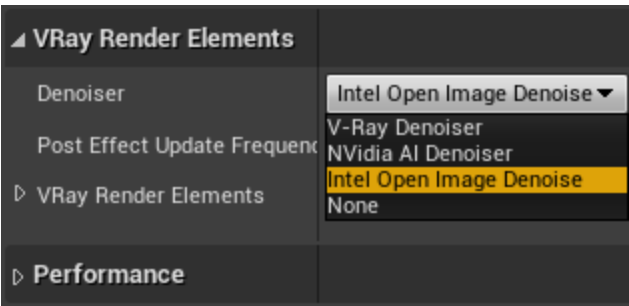 VRay Render Elements
Denoiser
Intel Open Image Denoise
V-Ray Denoiser
NVidia AI Denoiser
Intel Open Image Denoise
None
Post Effect Update Frequenc
VRay Render Elements
Performance